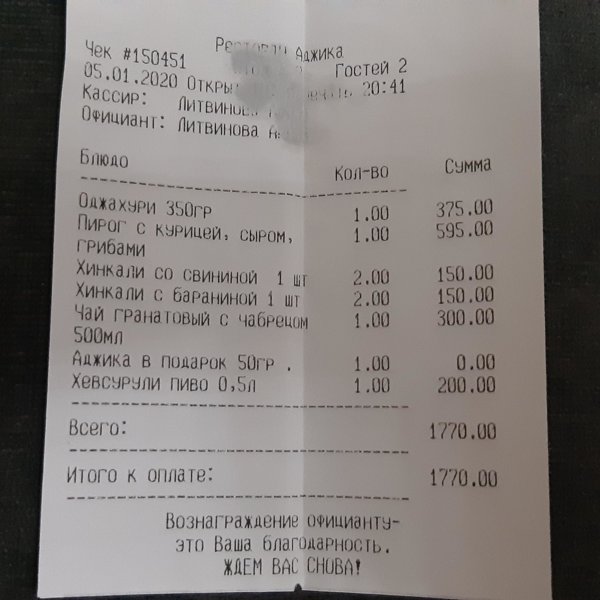 Ресторан Аджика
Чек #150451
Гостей 2
05.01.2020 20:41
Кассир: Литвинова
Официант: Литвинова
Блюдо Кол-во Сумма
Оджахури 350гр 1.00 375.00
Пирог с курицей, сыром, 1.00 595.00
грибами
Хинкали со свининой 1 шт 2.00 150.00
Хинкали с бараниной 1 шт 2.00 150.00
Чай гранатовый с чабрецом 1.00 300.00
500мл
Аджика в подарок 50гр . 1.00 0.00
Хевсурули пиво 0,5л 1.00 200.00
Всего: 1770.00
Итого к оплате: 1770.00
Вознаграждение официанту-
это Ваша благодарность.
ЖДЕМ ВАС СНОВА!